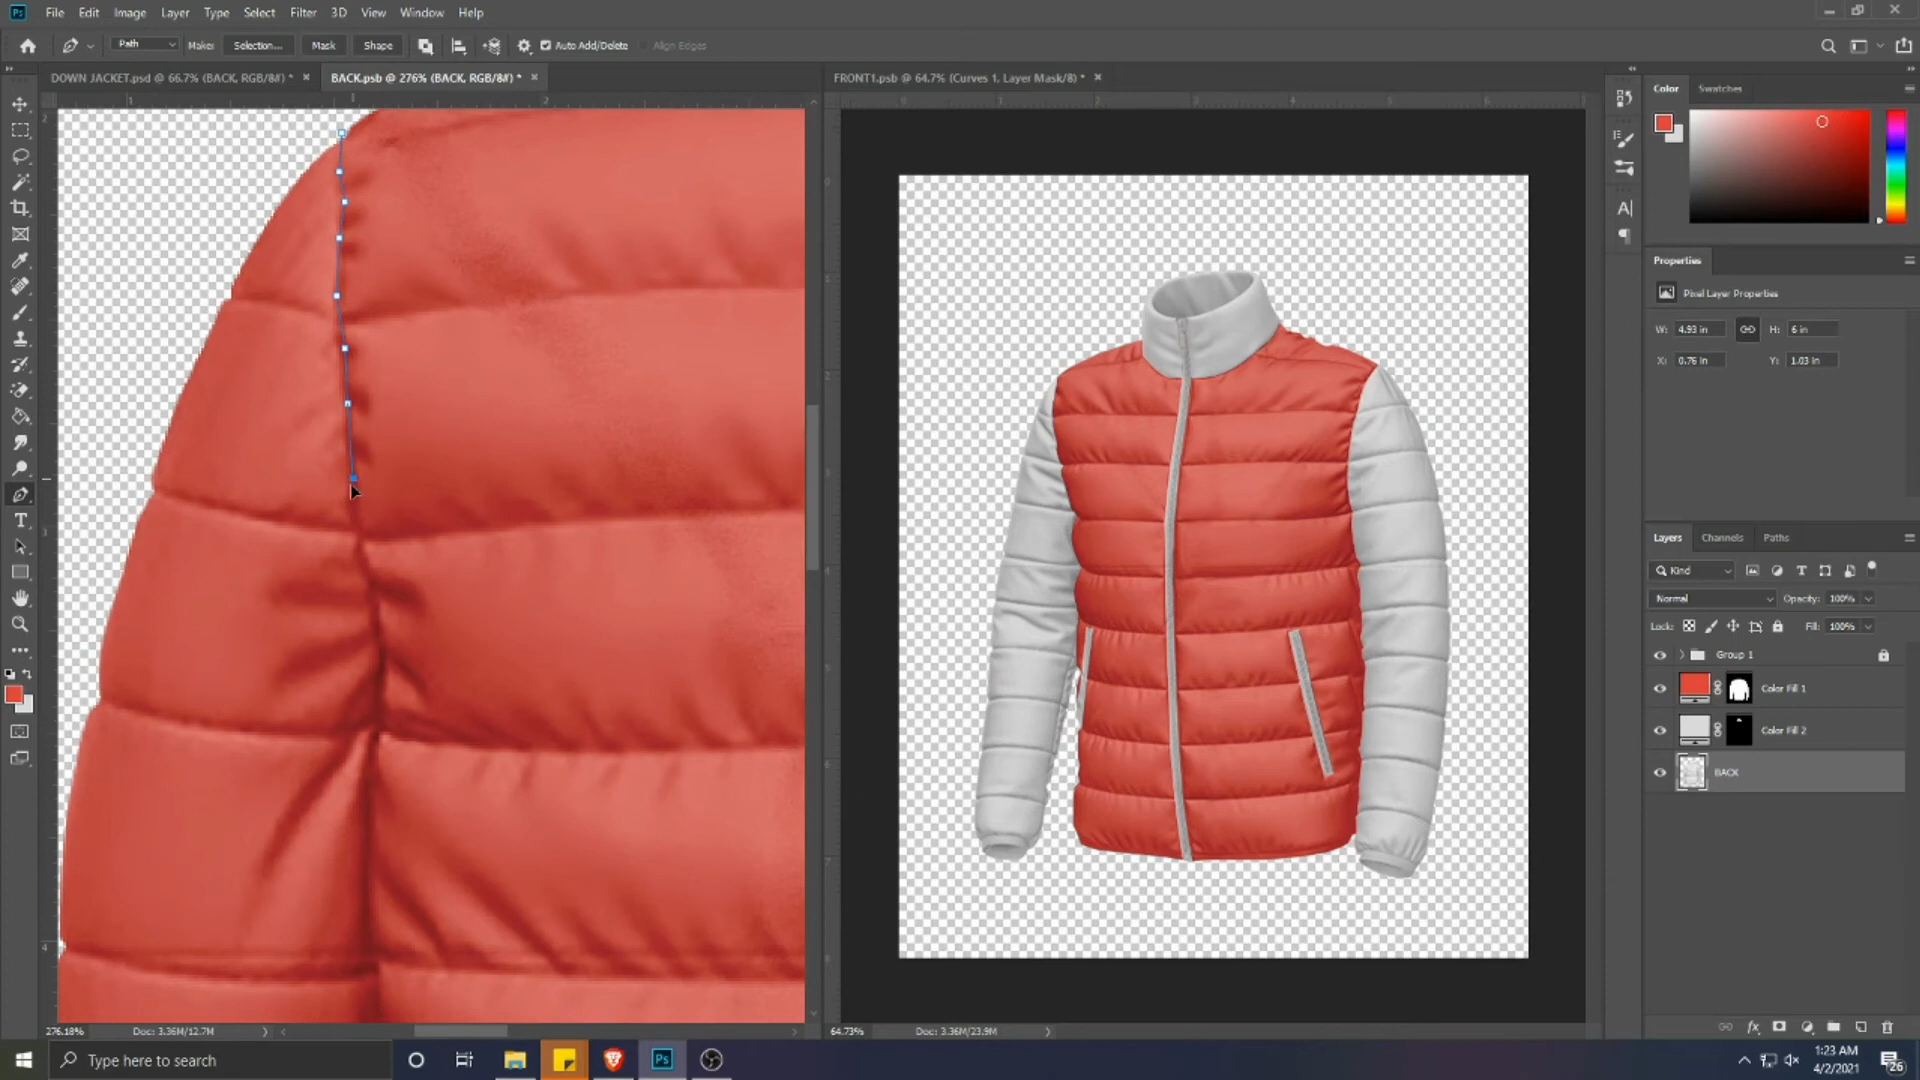 Ps File Edit Image Layer Type Select Filter 3D View Window Help
Path Make: Selection... Mask Shape Auto Add/Delete Align Edges
DOWN JACKET.psd @ 66.7% (BACK, RGB/8#) * × BACK.psb @ 276% (BACK, RGB/8#) * × FRONT1.psb @ 64.7% (Curves 1, Layer Mask/8) * ×
Color Swatches
Properties
Pixel Layer Properties
W: 4.93 in H: 6 in
X: 0.76 in Y: 1.03 in
Layers Channels Paths
Kind
Normal Opacity: 100%
Lock: Fill: 100%
Group 1
Color Fill 1
Color Fill 2
BACK
276.18% Doc: 3.36M/12.7M 64.73% Doc: 3.36M/23.9M
Type here to search
1:23 AM
4/2/2021
26